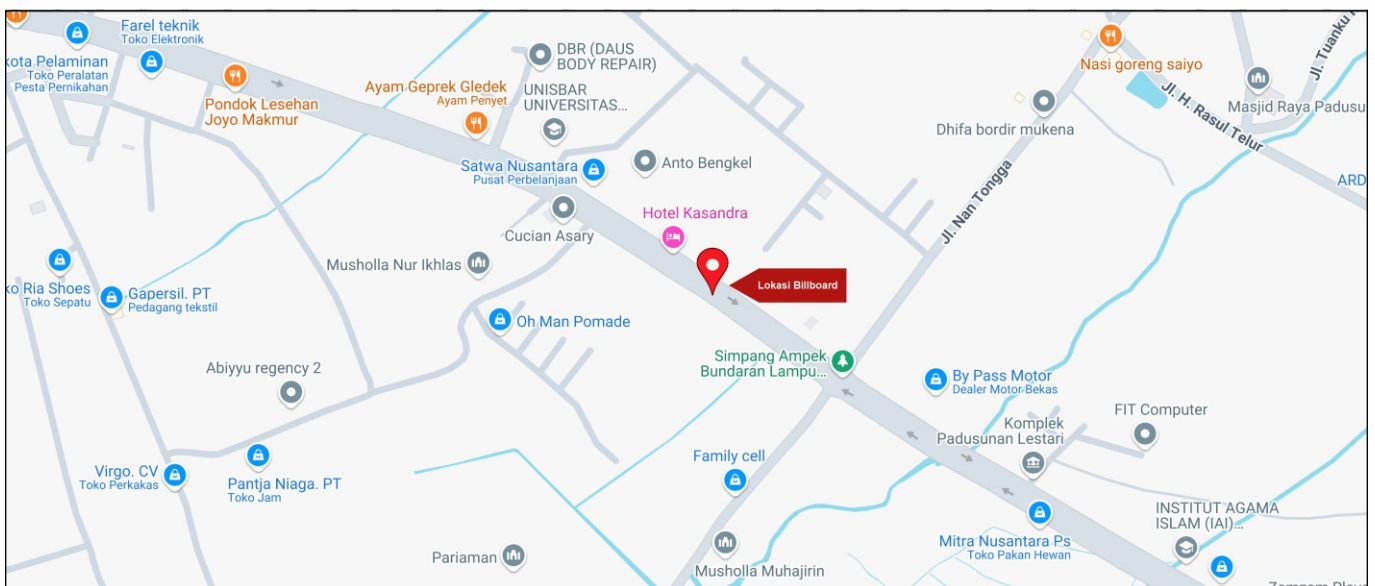 Farel teknik
Toko Elektronik
kota Pelaminan
Toko Peralatan
Pesta Pernikahan
Pondok Lesehan
Joyo Makmur
Ayam Geprek Gledek
Ayam Penyet
DBR (DAUS
BODY REPAIR)
UNISBAR
UNIVERSITAS...
Satwa Nusantara
Pusat Perbelanjaan
Anto Bengkel
Cucian Asary
Hotel Kasandra
Musholla Nur Ikhlas
Lokasi Billboard
Nasi goreng saiyo
Jl. Tuanku
Masjid Raya Padusu
Jl. H. Rasul Telur
Dhifa bordir mukena
ARD
Jl. Nan Tongga
ko Ria Shoes
Toko Sepatu
Gapersil. PT
Pedagang tekstil
Oh Man Pomade
Abiyyu regency 2
Simpang Ampek
Bundaran Lampu...
By Pass Motor
Dealer Motor Bekas
FIT Computer
Komplek
Padusunan Lestari
Virgo. CV
Toko Perkakas
Pantja Niaga. PT
Toko Jam
Family cell
INSTITUT AGAMA
ISLAM (IAI)...
Mitra Nusantara Ps
Toko Pakan Hewan
Pariaman
Musholla Muhajirin